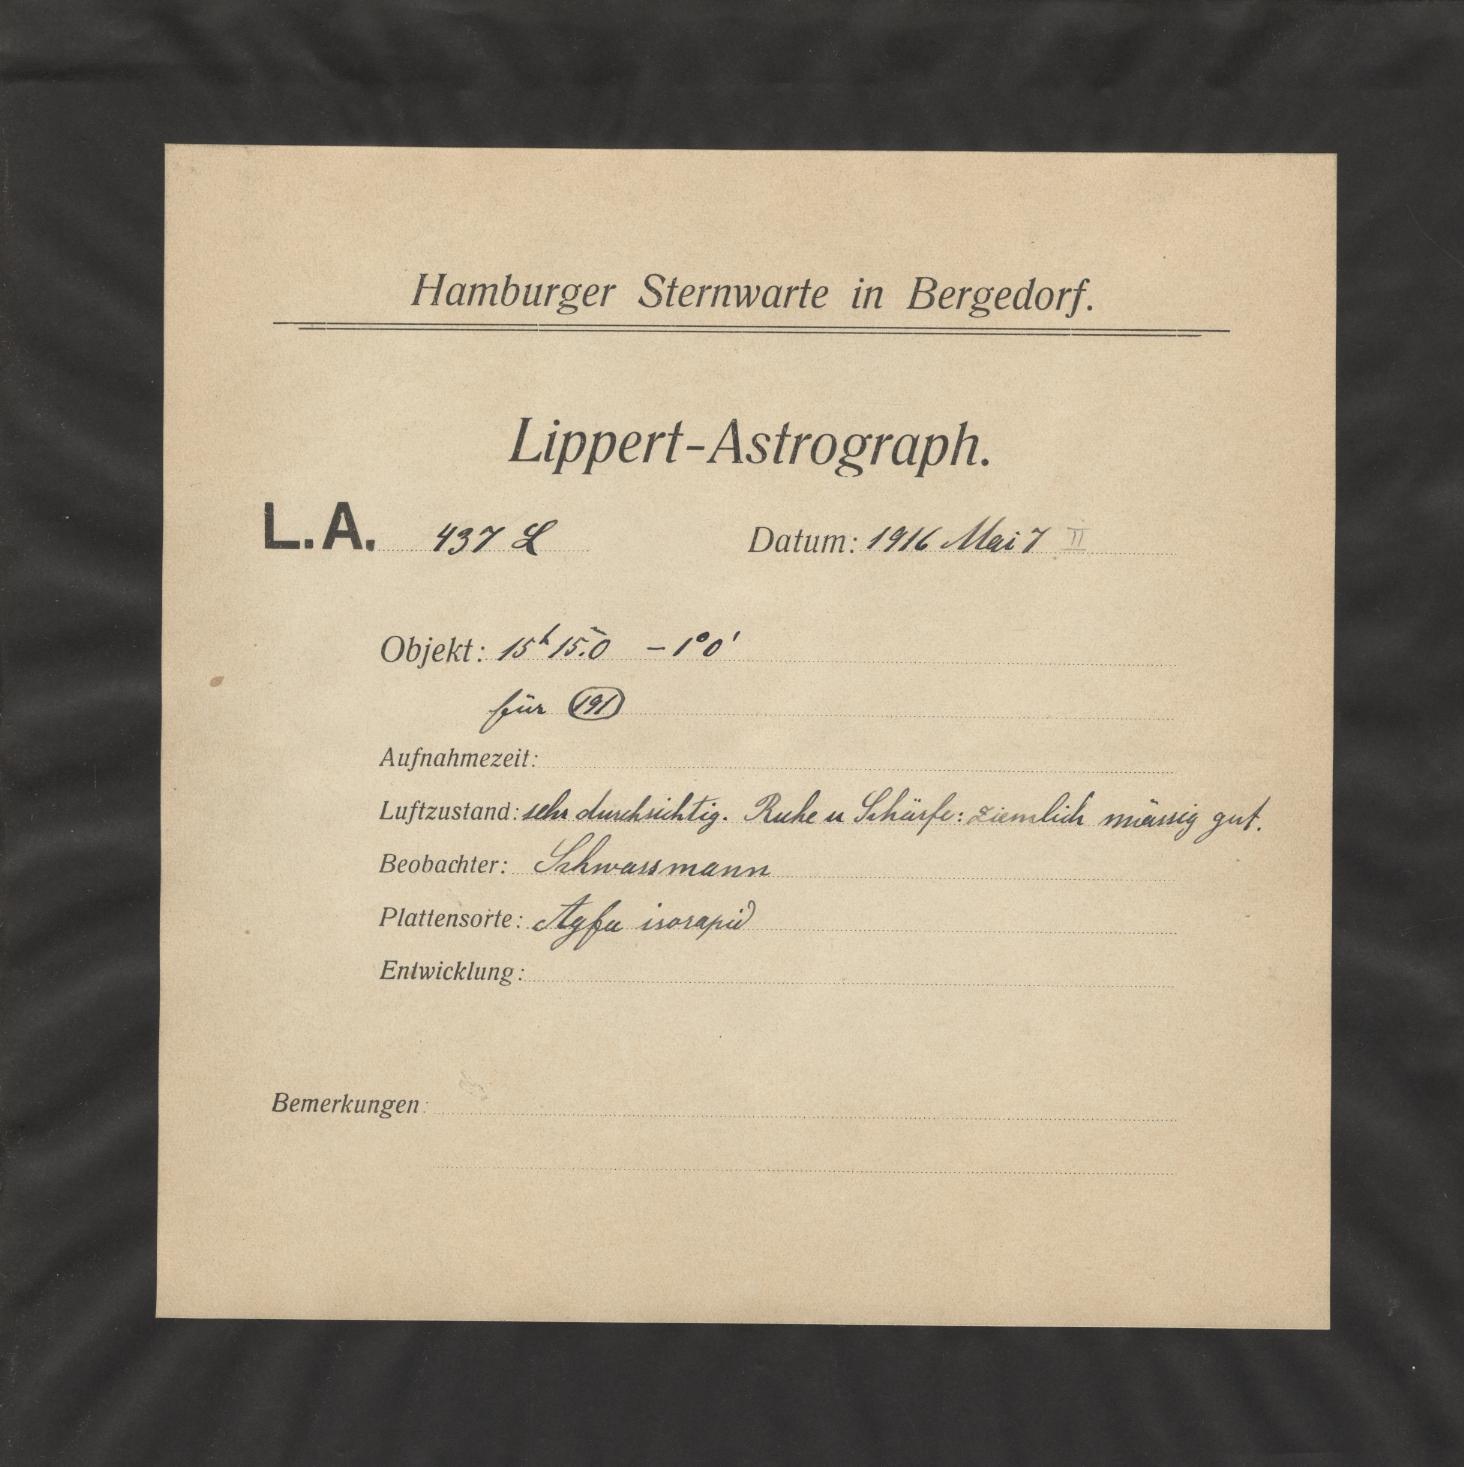 Hamburger Sternwarte in Bergedorf.
Lippert-Astrograph.
L.A. 437 L Datum: 1916 Mai 7 II
Objekt: 15ʰ 15ᵐ.0 – 1° 0'
für (191)
Aufnahmezeit:
Luftzustand: sehr durchsichtig. Ruhe u Schärfe: ziemlich mässig gut.
Beobachter: Schwassmann
Plattensorte: Agfa isorapid
Entwicklung:
Bemerkungen: